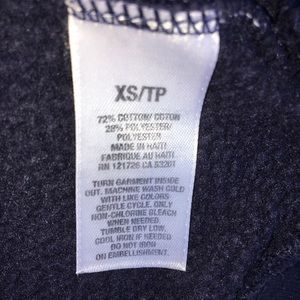 XS/TP
72% COTTON/ COTON
28% POLYESTER/
POLYESTER
MADE IN HAITI
FABRIQUE AU HAITI
RN 121726 CA 53201
TURN GARMENT INSIDE
OUT. MACHINE WASH COLD
WITH LIKE COLORS
GENTLE CYCLE. ONLY
NON-CHLORINE BLEACH
WHEN NEEDED.
TUMBLE DRY LOW.
COOL IRON IF NEEDED
DO NOT IRON
ON EMBELLISHMENT.